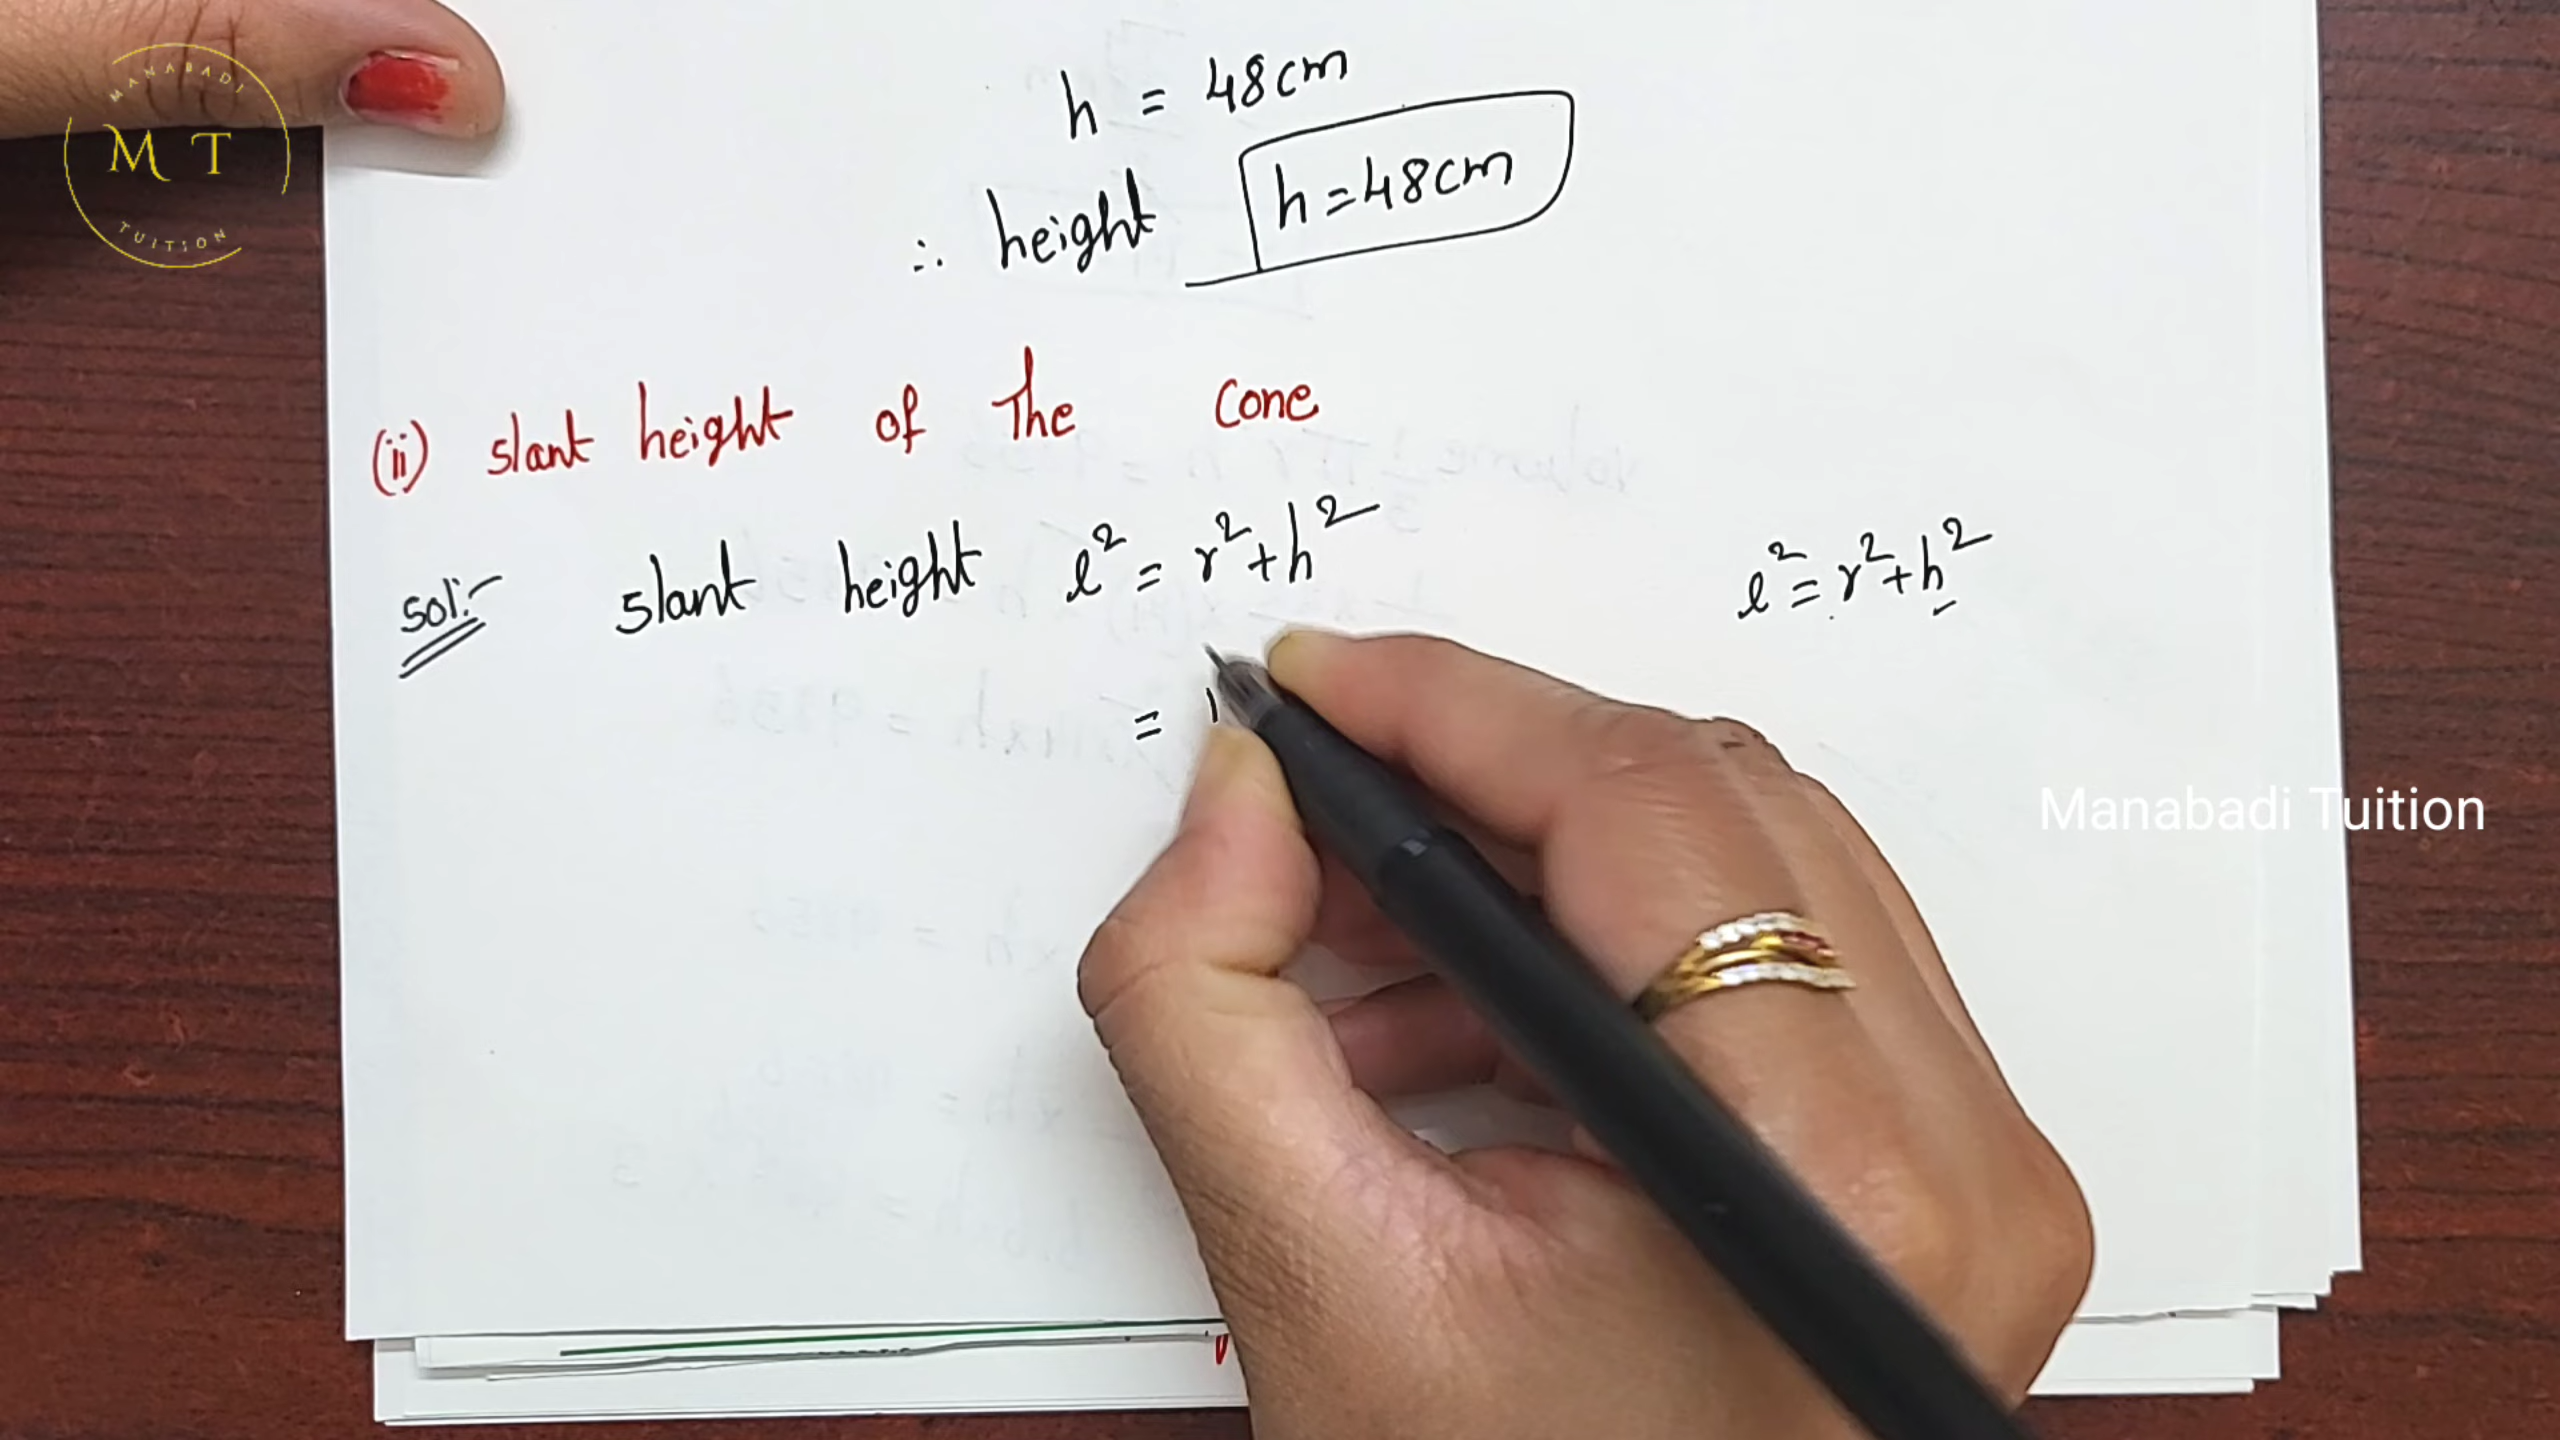 MANABADI
M T
TUITION
h = 48cm
∴ height h=48cm
(ii) slant height of The Cone
sol:- slant height l² = r²+h² l²=r²+h²
=
Manabadi Tuition